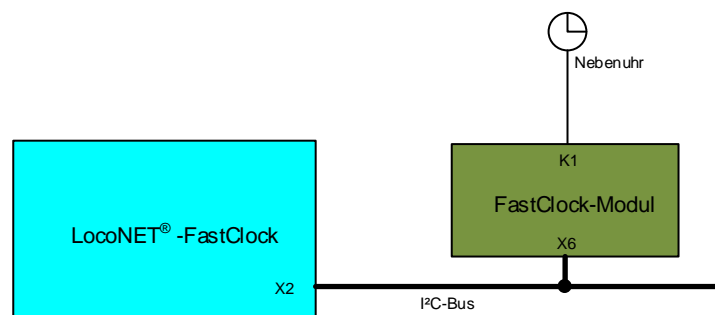 Nebenuhr
K1
FastClock-Modul
X6
LocoNET® -FastClock
X2
I²C-Bus